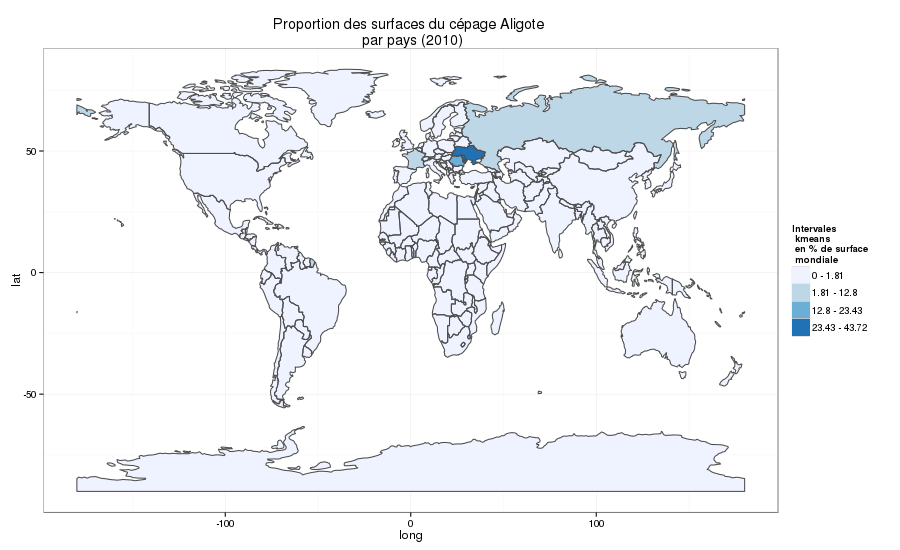 Proportion des surfaces du cépage Aligote
par pays (2010)
50
0
-50
lat
-100
0
100
long
Intervales
kmeans
en % de surface
mondiale
0 - 1.81
1.81 - 12.8
12.8 - 23.43
23.43 - 43.72